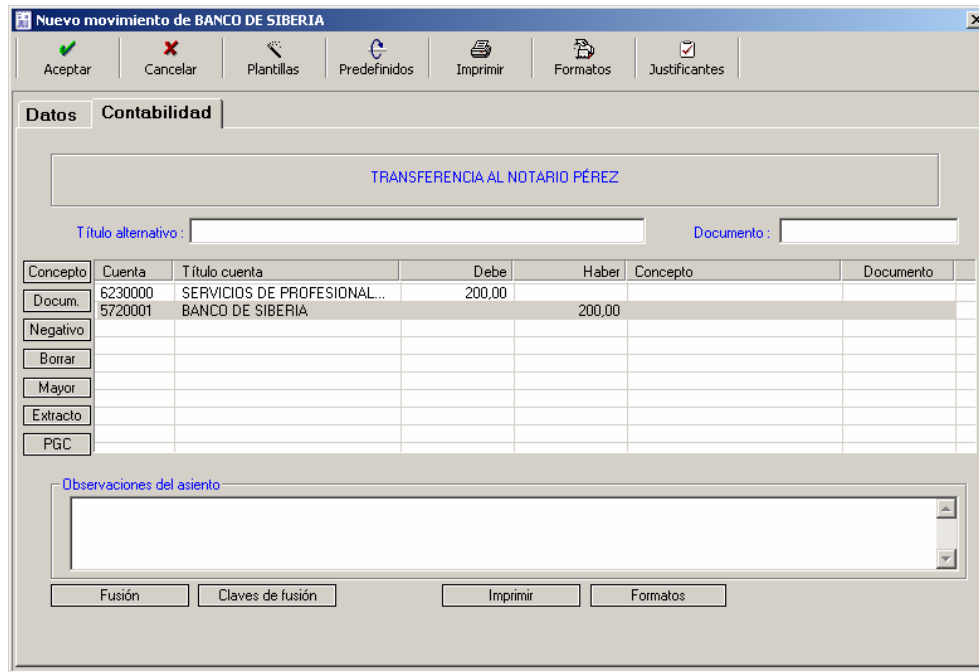 Nuevo movimiento de BANCO DE SIBERIA
Aceptar Cancelar Plantillas Predefinidos Imprimir Formatos Justificantes
Datos Contabilidad
TRANSFERENCIA AL NOTARIO PÉREZ
Título alternativo : Documento :
Concepto Cuenta Título cuenta Debe Haber Concepto Documento
Docum. 6230000 SERVICIOS DE PROFESIONAL... 200,00
5720001 BANCO DE SIBERIA 200,00
Negativo
Borrar
Mayor
Extracto
PGC
Observaciones del asiento
Fusión Claves de fusión Imprimir Formatos